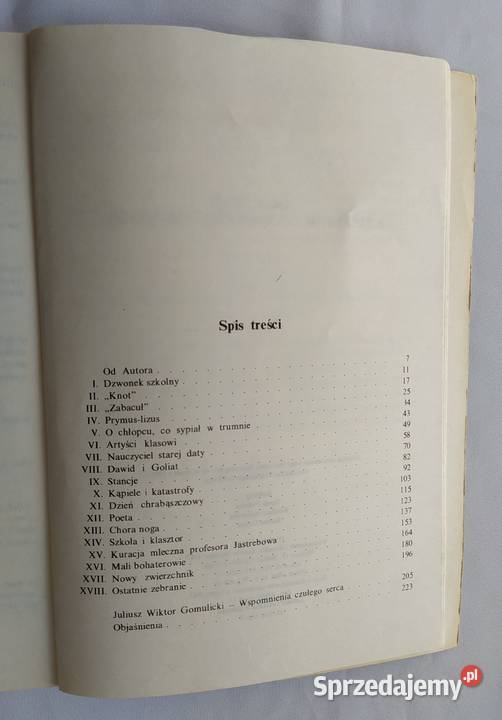 Spis treści
Od Autora . . . 7
I. Dzwonek szkolny . . . 11
II. „Knot” . . . 17
III. „Zabacuł” . . . 25
IV. Prymus-lizus . . . 34
V. O chłopcu, co sypiał w trumnie . . . 43
VI. Artyści klasowi . . . 49
VII. Nauczyciel starej daty . . . 58
VIII. Dawid i Goliat . . . 70
IX. Stancje . . . 82
X. Kąpiele i katastrofy . . . 92
XI. Dzień chrabąszczowy . . . 103
XII. Poeta . . . 115
XIII. Chora noga . . . 123
XIV. Szkoła i klasztor . . . 137
XV. Kuracja mleczna profesora Jastrebowa . . . 153
XVI. Mali bohaterowie . . . 164
XVII. Nowy zwierzchnik . . . 180
XVIII. Ostatnie zebranie . . . 196
Juliusz Wiktor Gomulicki – Wspomnienia czułego serca . . . 205
Objaśnienia . . . 223
Sprzedajemy.pl